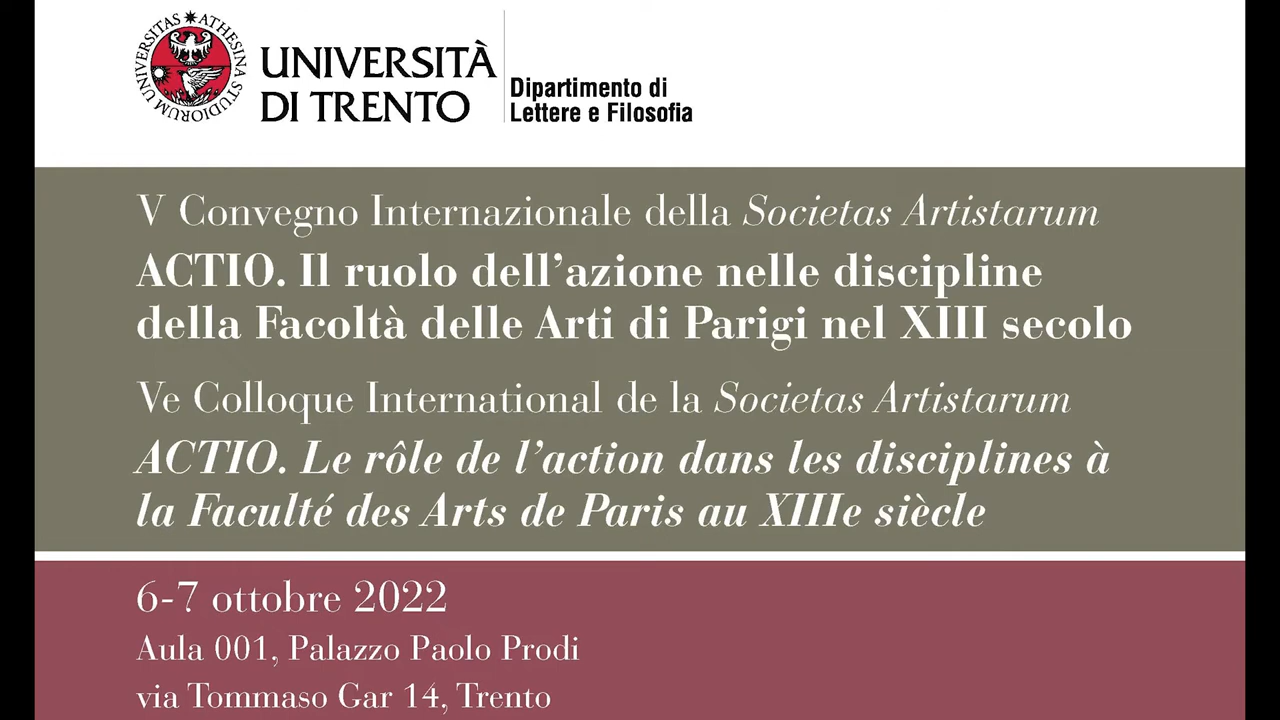 UNIVERSITAS ATHESINA STUDIORUM
UNIVERSITÀ
DI TRENTO
Dipartimento di
Lettere e Filosofia
V Convegno Internazionale della Societas Artistarum
ACTIO. Il ruolo dell’azione nelle discipline
della Facoltà delle Arti di Parigi nel XIII secolo
Ve Colloque International de la Societas Artistarum
ACTIO. Le rôle de l’action dans les disciplines à
la Faculté des Arts de Paris au XIIIe siècle
6-7 ottobre 2022
Aula 001, Palazzo Paolo Prodi
via Tommaso Gar 14, Trento